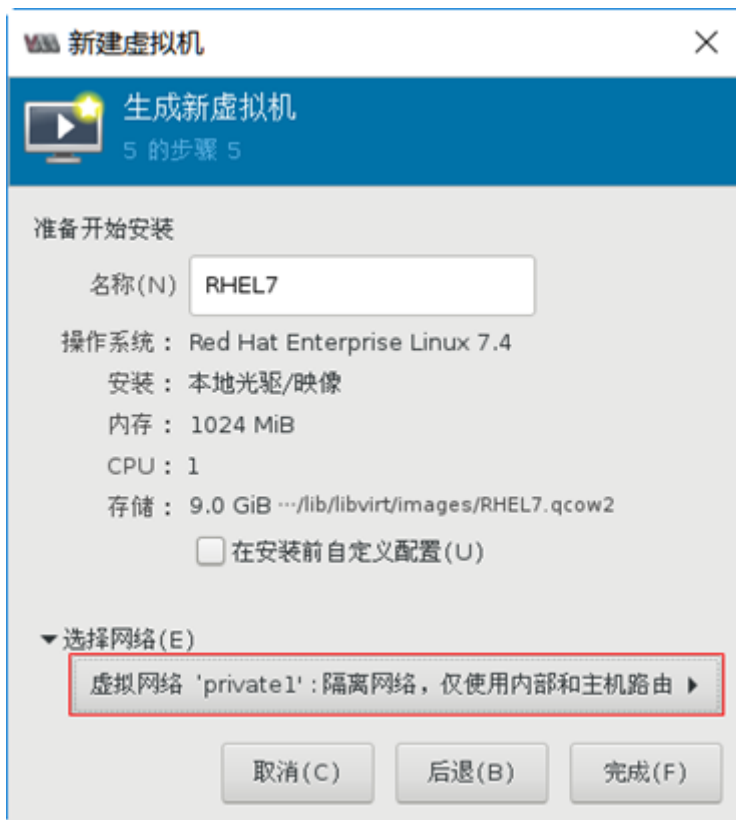 新建虚拟机
生成新虚拟机
5 的步骤 5
准备开始安装
名称(N) RHEL7
操作系统： Red Hat Enterprise Linux 7.4
安装： 本地光驱/映像
内存： 1024 MiB
CPU： 1
存储： 9.0 GiB ···/lib/libvirt/images/RHEL7.qcow2
在安装前自定义配置(U)
选择网络(E)
虚拟网络 'private1'：隔离网络，仅使用内部和主机路由
取消(C) 后退(B) 完成(F)